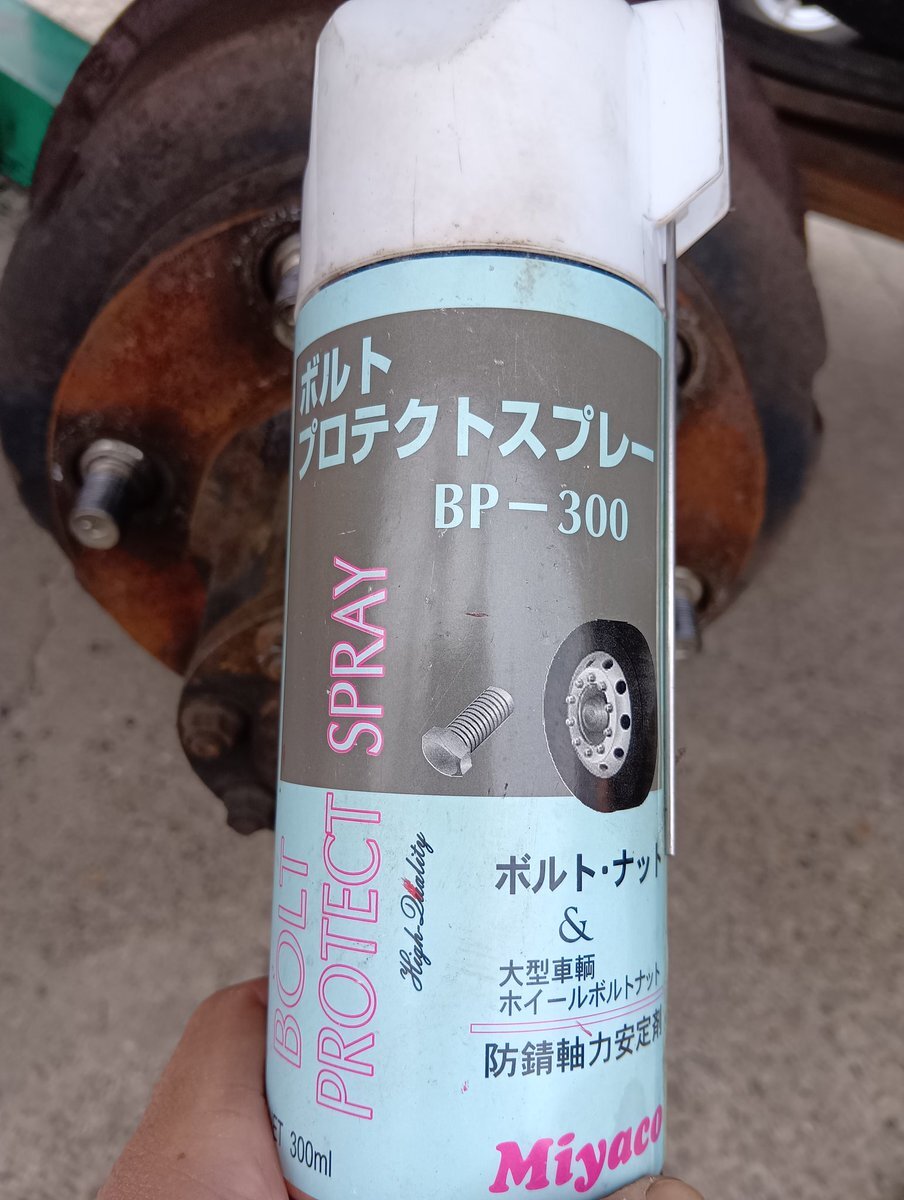 ボルト
プロテクトスプレー
BP-300
BOLT
PROTECT SPRAY
High-Quality
ボルト・ナット
&
大型車輌
ホイールボルトナット
防錆軸力安定剤
ET 300ml
Miyaco